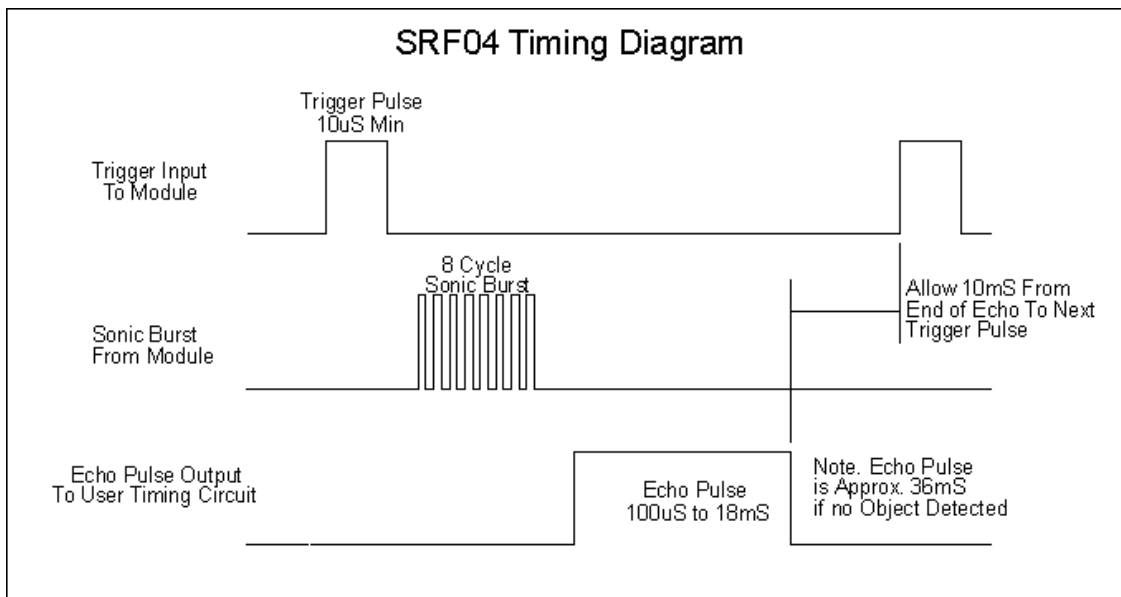 SRF04 Timing Diagram
Trigger Pulse
10uS Min
Trigger Input
To Module
8 Cycle
Sonic Burst
Allow 10mS From
End of Echo To Next
Trigger Pulse
Sonic Burst
From Module
Echo Pulse Output
To User Timing Circuit
Echo Pulse
100uS to 18mS
Note. Echo Pulse
is Approx. 36mS
if no Object Detected